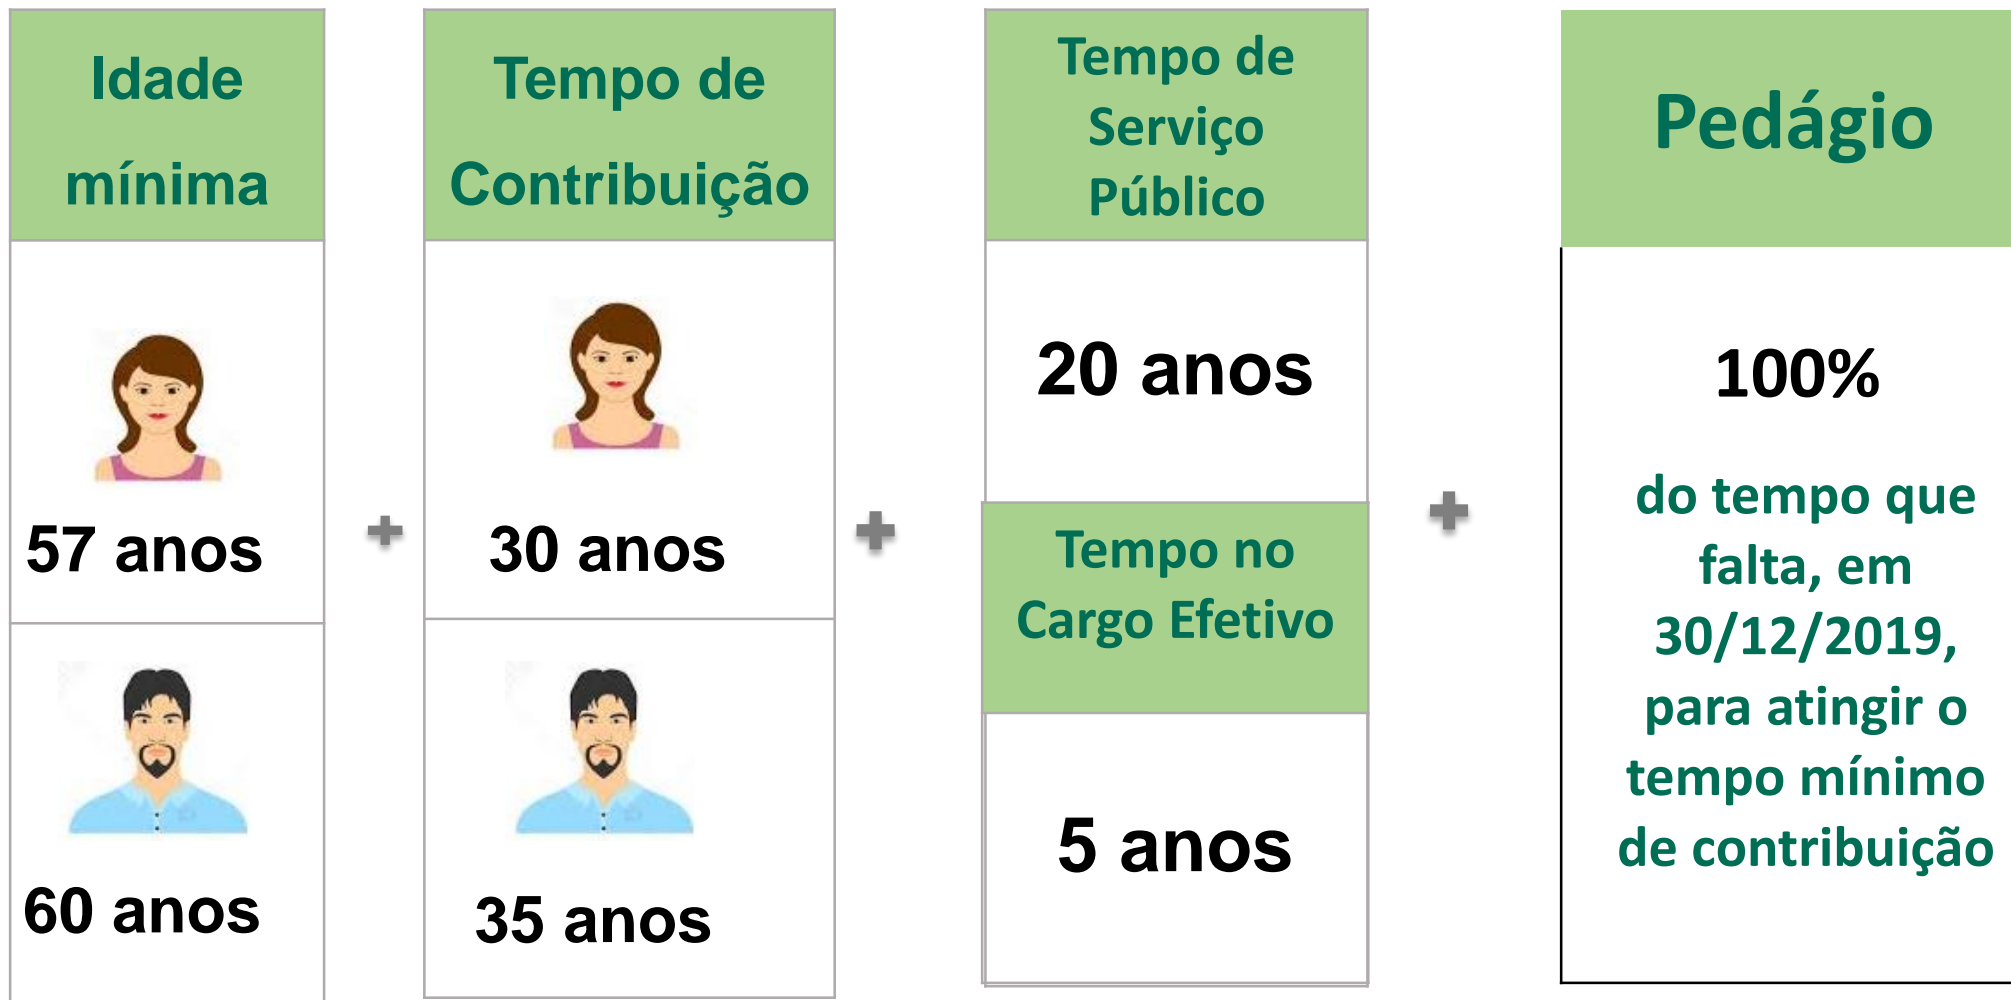 Idade
mínima
57 anos
60 anos
Tempo de
Contribuição
30 anos
35 anos
Tempo de
Serviço
Público
20 anos
Tempo no
Cargo Efetivo
5 anos
Pedágio
100%
do tempo que
falta, em
30/12/2019,
para atingir o
tempo mínimo
de contribuição